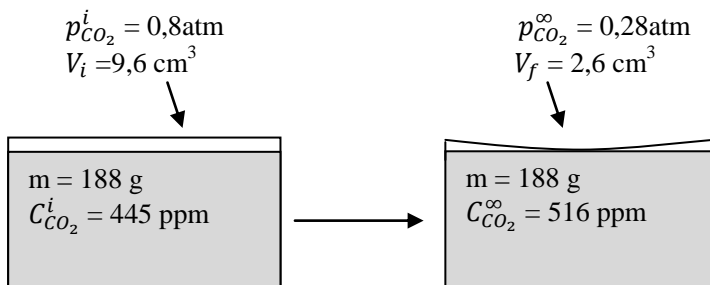 p^i_{CO_2} = 0,8atm
V_i =9,6 cm^3
p^∞_{CO_2} = 0,28atm
V_f = 2,6 cm^3
m = 188 g
C^i_{CO_2} = 445 ppm
m = 188 g
C^∞_{CO_2} = 516 ppm